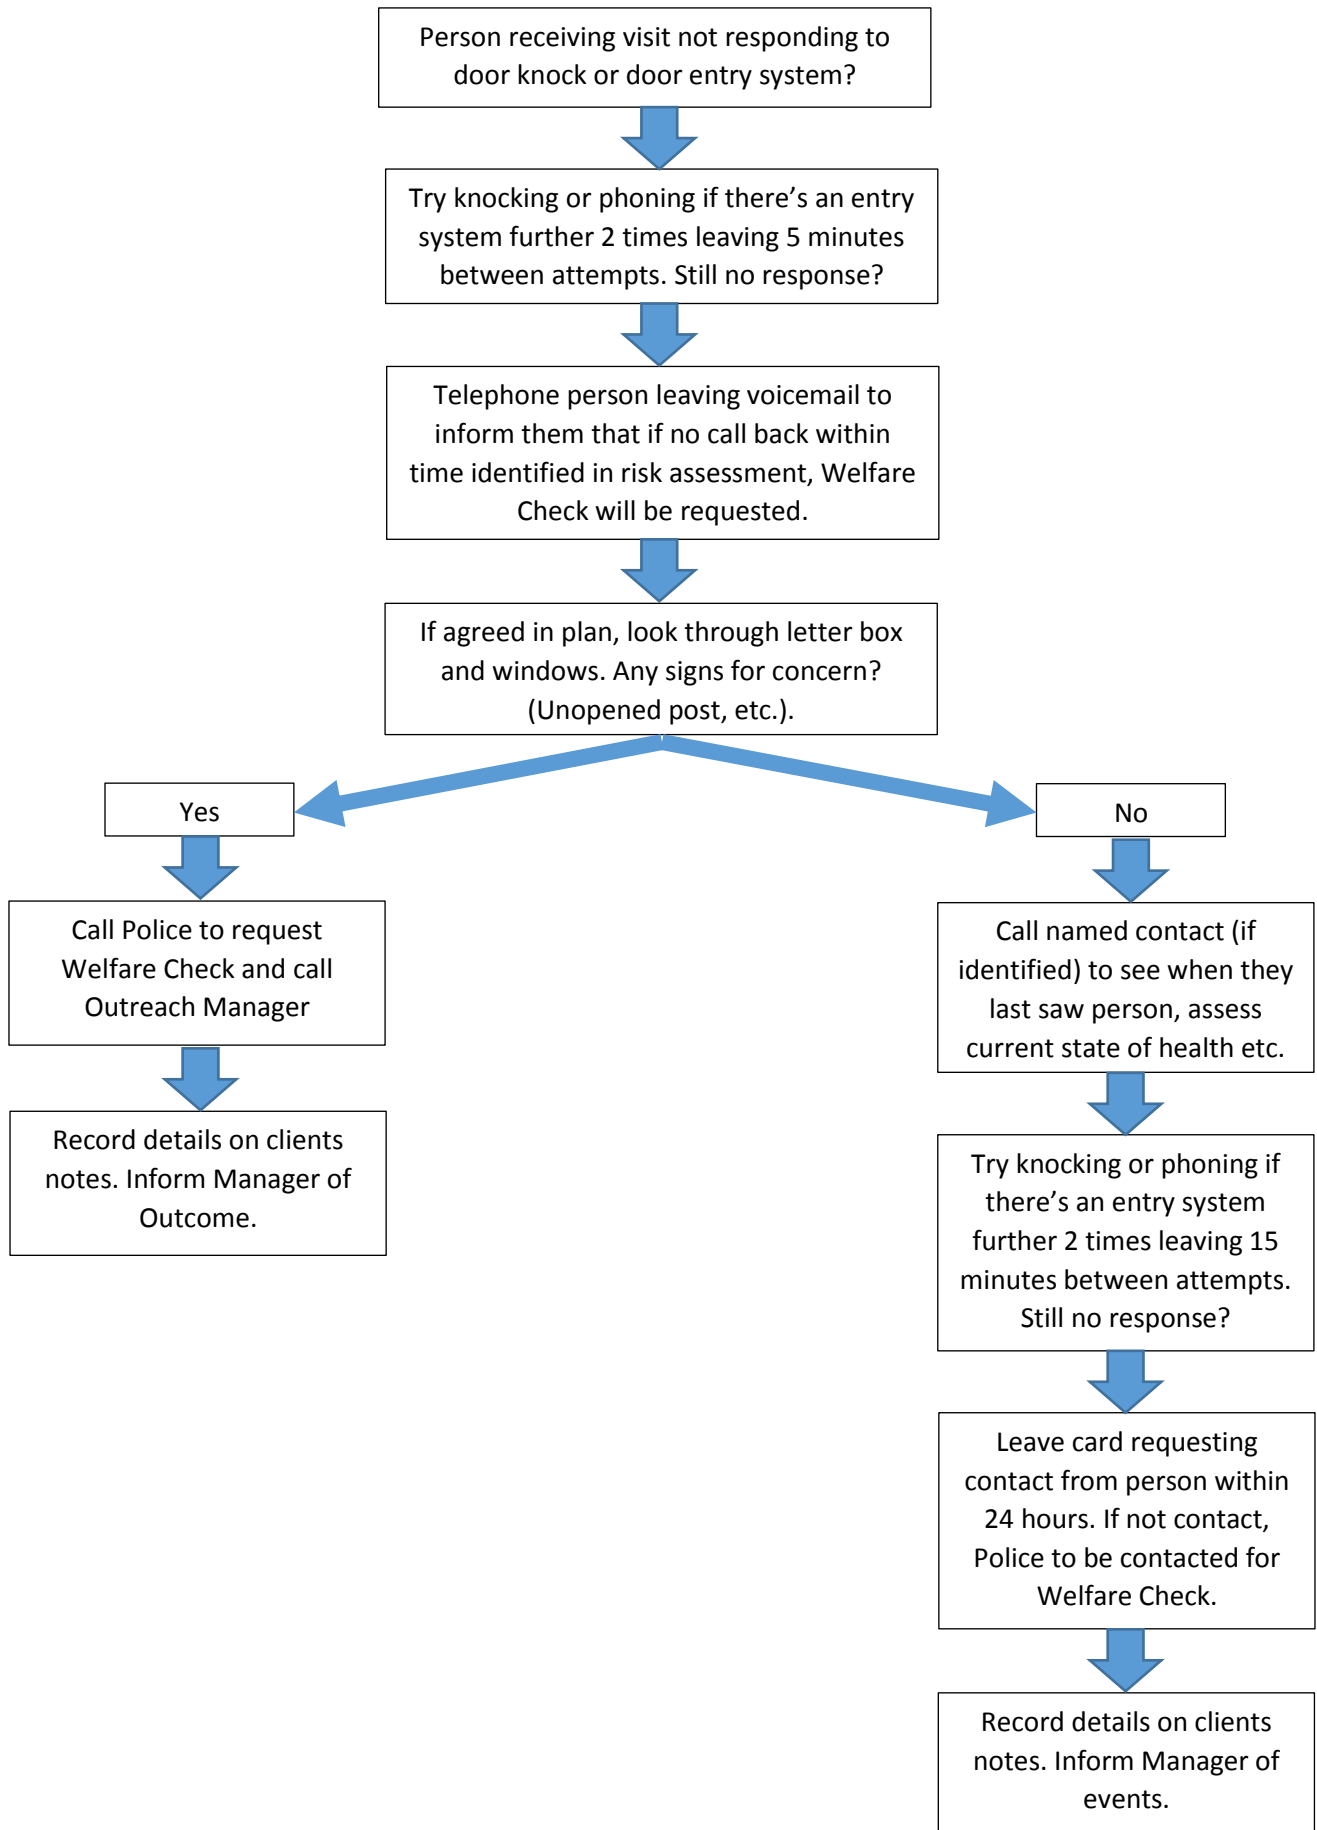 Person receiving visit not responding to
door knock or door entry system?
Try knocking or phoning if there’s an entry
system further 2 times leaving 5 minutes
between attempts. Still no response?
Telephone person leaving voicemail to
inform them that if no call back within
time identified in risk assessment, Welfare
Check will be requested.
If agreed in plan, look through letter box
and windows. Any signs for concern?
(Unopened post, etc.).
Yes
Call Police to request
Welfare Check and call
Outreach Manager
Record details on clients
notes. Inform Manager of
Outcome.
No
Call named contact (if
identified) to see when they
last saw person, assess
current state of health etc.
Try knocking or phoning if
there’s an entry system
further 2 times leaving 15
minutes between attempts.
Still no response?
Leave card requesting
contact from person within
24 hours. If not contact,
Police to be contacted for
Welfare Check.
Record details on clients
notes. Inform Manager of
events.